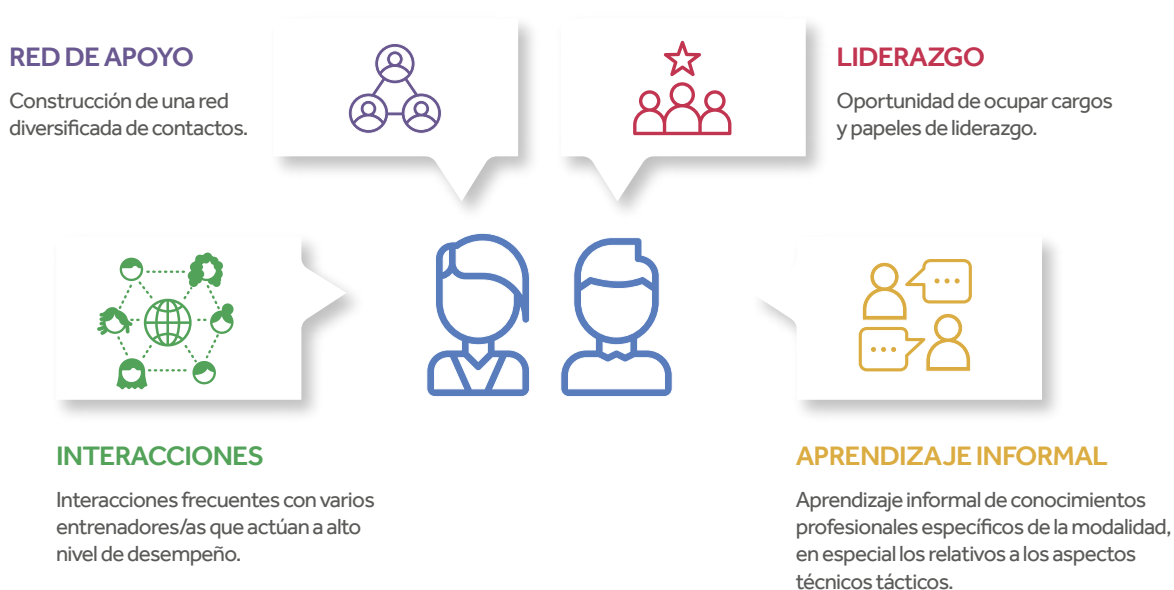 RED DE APOYO
Construcción de una red
diversificada de contactos.
LIDERAZGO
Oportunidad de ocupar cargos
y papeles de liderazgo.
INTERACCIONES
Interacciones frecuentes con varios
entrenadores/as que actúan a alto
nivel de desempeño.
APRENDIZAJE INFORMAL
Aprendizaje informal de conocimientos
profesionales específicos de la modalidad,
en especial los relativos a los aspectos
técnicos tácticos.